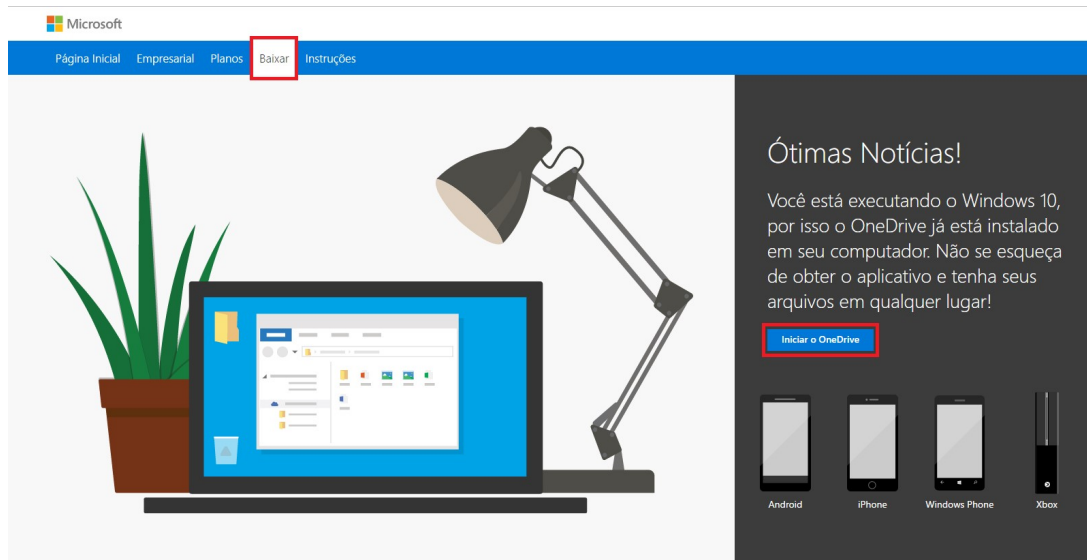 Microsoft
Página Inicial Empresarial Planos Baixar Instruções
Ótimas Notícias!
Você está executando o Windows 10,
por isso o OneDrive já está instalado
em seu computador. Não se esqueça
de obter o aplicativo e tenha seus
arquivos em qualquer lugar!
Iniciar o OneDrive
Android iPhone Windows Phone Xbox